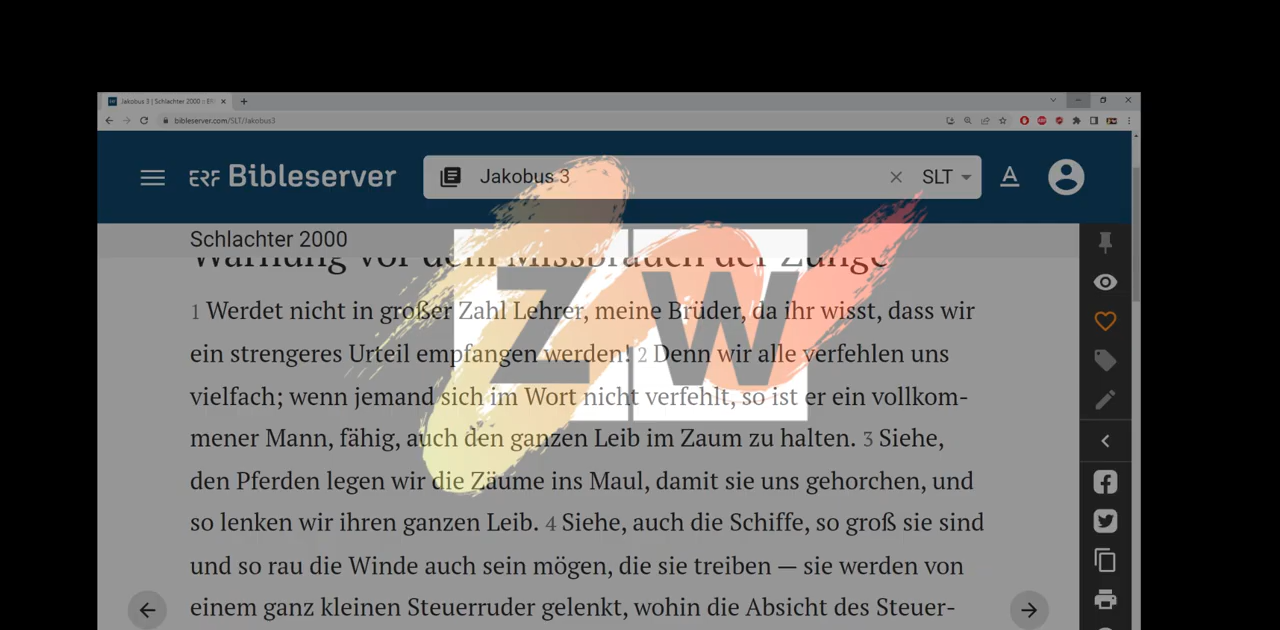 Jakobus 3 | Schlachter 2000 :: ERF
bibleserver.com/SLT/Jakobus3
ERF Bibleserver
Jakobus 3
SLT
A
Schlachter 2000
Warnung vor dem Missbrauch der Zunge
1 Werdet nicht in großer Zahl Lehrer, meine Brüder, da ihr wisst, dass wir
ein strengeres Urteil empfangen werden! 2 Denn wir alle verfehlen uns
vielfach; wenn jemand sich im Wort nicht verfehlt, so ist er ein vollkom-
mener Mann, fähig, auch den ganzen Leib im Zaum zu halten. 3 Siehe,
den Pferden legen wir die Zäume ins Maul, damit sie uns gehorchen, und
so lenken wir ihren ganzen Leib. 4 Siehe, auch die Schiffe, so groß sie sind
und so rau die Winde auch sein mögen, die sie treiben — sie werden von
einem ganz kleinen Steuerruder gelenkt, wohin die Absicht des Steuer-
ZW